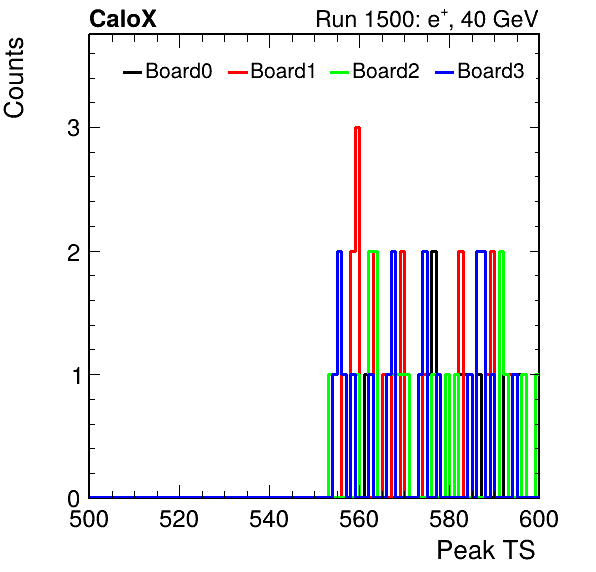 CaloX Run 1500: e+, 40 GeV
Counts
Board0 Board1 Board2 Board3
3
2
1
0
500 520 540 560 580 600
Peak TS